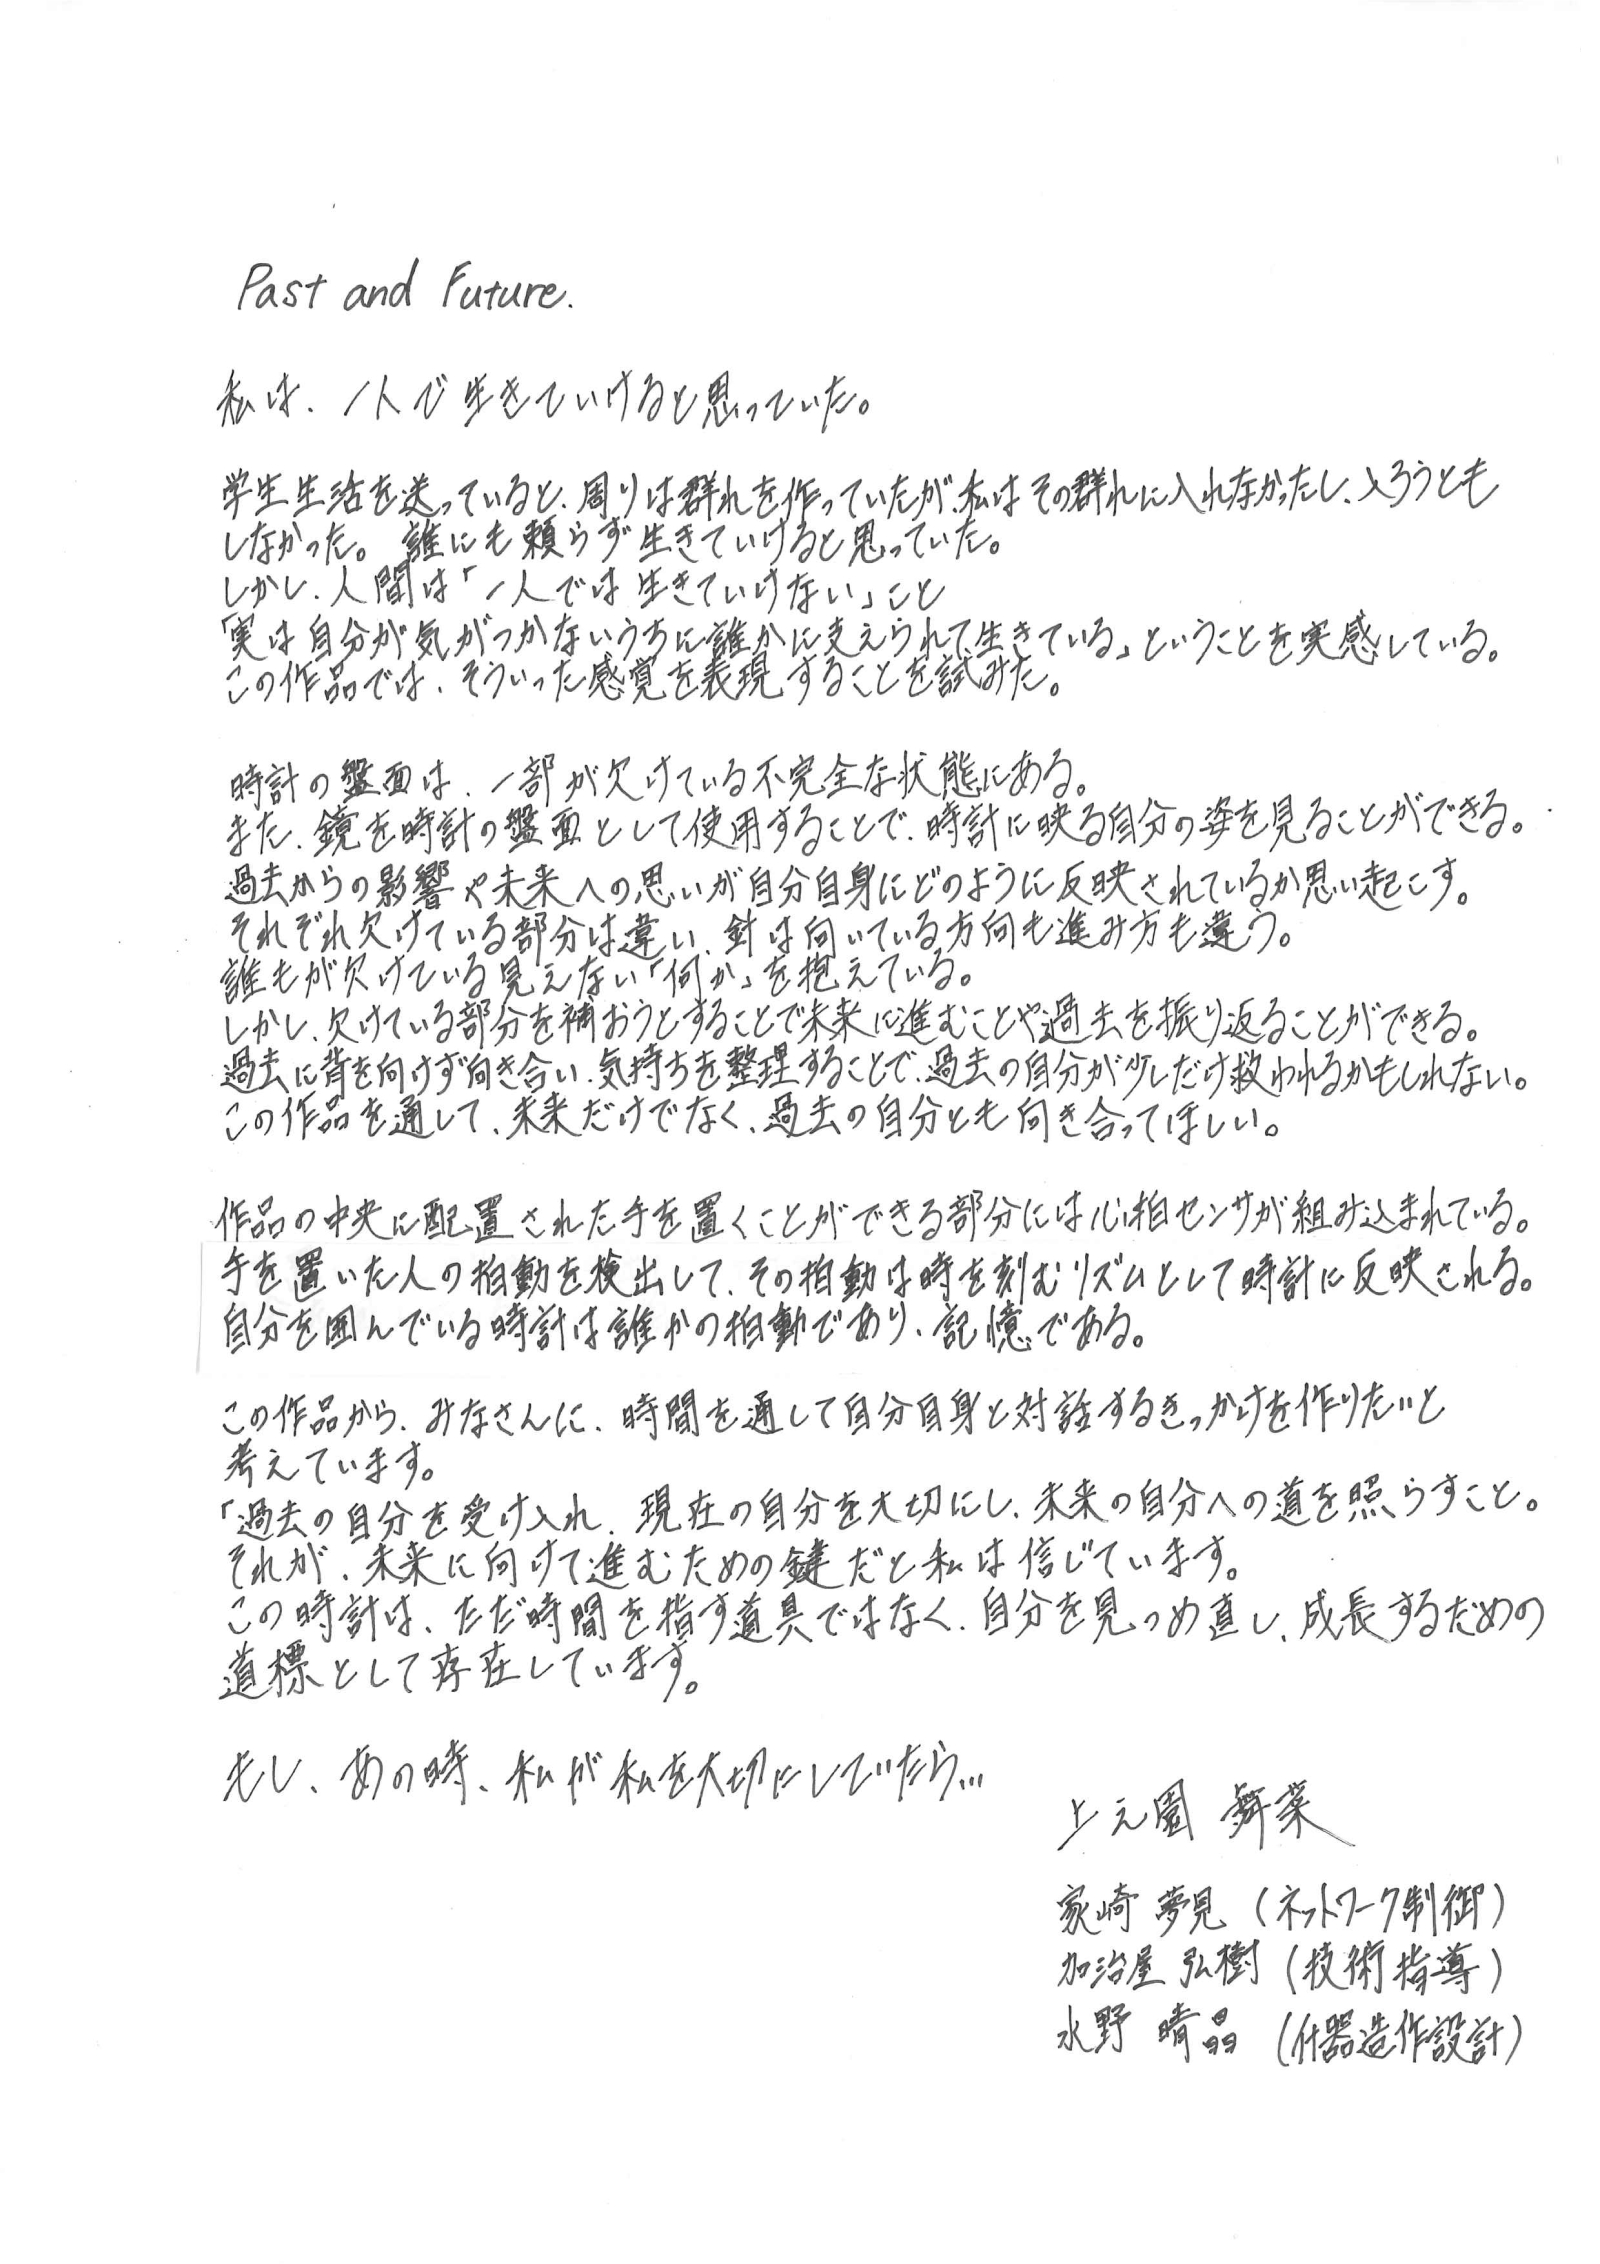 Past and Future.
私は、一人で生きていけると思っていた。
学生生活を送っていると、周りは群れを作っていたが、私はその群れに入れなかったし、入ろうとも
しなかった。誰にも頼らず生きていけると思っていた。
しかし、人間は「一人では生きていけない」こと
「実は自分が気がつかないうちに誰かに支えられて生きている」ということを実感している。
この作品では、そういった感覚を表現することを試みた。
時計の盤面は、一部が欠けている不完全な状態にある。
また、鏡を時計の盤面として使用することで、時計に映る自分の姿を見ることができる。
過去からの影響や未来への思いが自分自身にどのように反映されているか思い起こす。
それぞれ欠けている部分は違い、針は向いている方向も進み方も違う。
誰もが欠けている見えない「何か」を抱えている。
しかし、欠けている部分を補おうとすることで未来に進むことや過去を振り返ることができる。
過去に背を向けず向き合い、気持ちを整理することで、過去の自分が少しだけ救われるかもしれない。
この作品を通して、未来だけでなく、過去の自分とも向き合ってほしい。
作品の中央に配置された手を置くことができる部分には心拍センサが組み込まれている。
手を置いた人の拍動を検出して、その拍動は時を刻むリズムとして時計に反映される。
自分を囲んでいる時計は誰かの拍動であり、記憶である。
この作品から、みなさんに、時間を通して自分自身と対話するきっかけを作りたいと
考えています。
「過去の自分を受け入れ、現在の自分を大切にし、未来の自分への道を照らすこと。
それが、未来に向けて進むための鍵だと私は信じています。
この時計は、ただ時間を指す道具ではなく、自分を見つめ直し、成長するだめの
道標として存在しています。
もし、あの時、私が私を大切にしていたら...
上之園 舞菜
家崎 夢見 (ネットワーク制御)
加治屋 弘樹 (技術指導)
水野 晴晶 (什器造作設計)